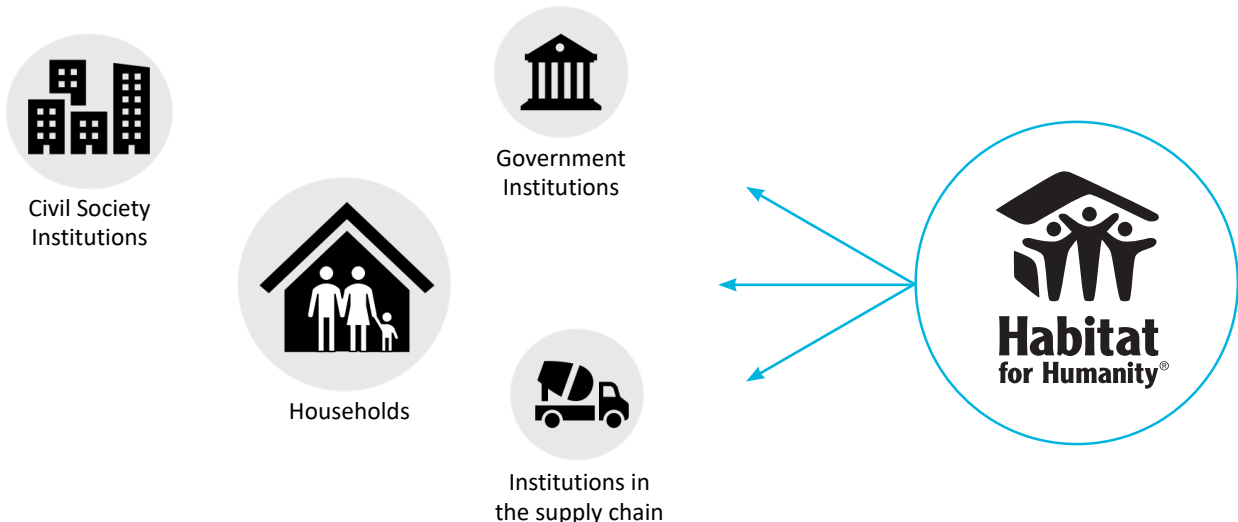 Civil Society
Institutions
Government
Institutions
Households
Institutions in
the supply chain
Habitat
for Humanity®